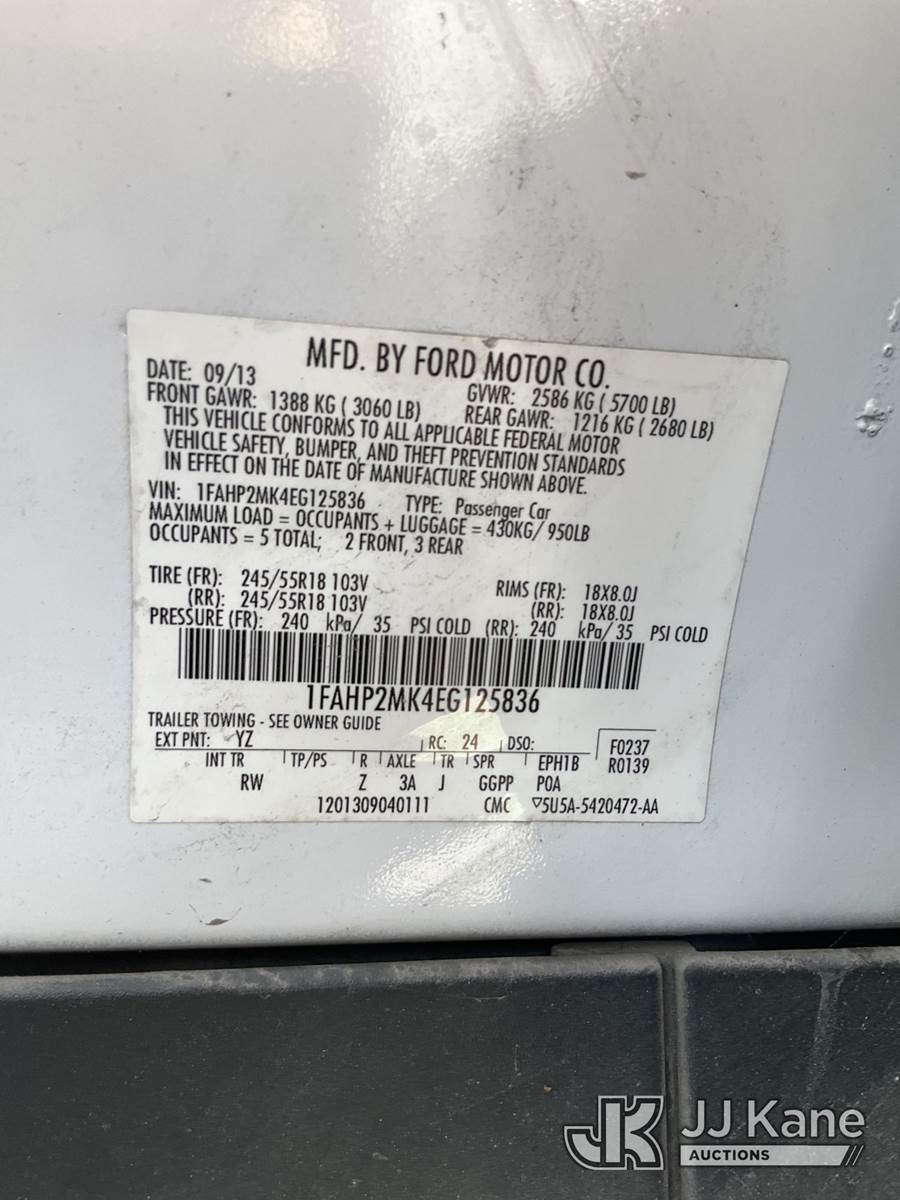 MFD. BY FORD MOTOR CO.
DATE: 09/13 GVWR: 2586 KG ( 5700 LB)
FRONT GAWR: 1388 KG ( 3060 LB) REAR GAWR: 1216 KG ( 2680 LB)
THIS VEHICLE CONFORMS TO ALL APPLICABLE FEDERAL MOTOR
VEHICLE SAFETY, BUMPER, AND THEFT PREVENTION STANDARDS
IN EFFECT ON THE DATE OF MANUFACTURE SHOWN ABOVE.
VIN: 1FAHP2MK4EG125836 TYPE: Passenger Car
MAXIMUM LOAD = OCCUPANTS + LUGGAGE = 430KG/ 950LB
OCCUPANTS = 5 TOTAL; 2 FRONT, 3 REAR
TIRE (FR): 245/55R18 103V RIMS (FR): 18X8.0J
(RR): 245/55R18 103V (RR): 18X8.0J
PRESSURE (FR): 240 kPa/ 35 PSI COLD (RR): 240 kPa/ 35 PSI COLD
1FAHP2MK4EG125836
TRAILER TOWING - SEE OWNER GUIDE
EXT PNT: YZ RC: 24 DSO: F0237
INT TR TP/PS R AXLE TR SPR EPH1B R0139
RW Z 3A J GGPP P0A
1201309040111 CMC 5U5A-5420472-AA
JK JJ Kane
AUCTIONS